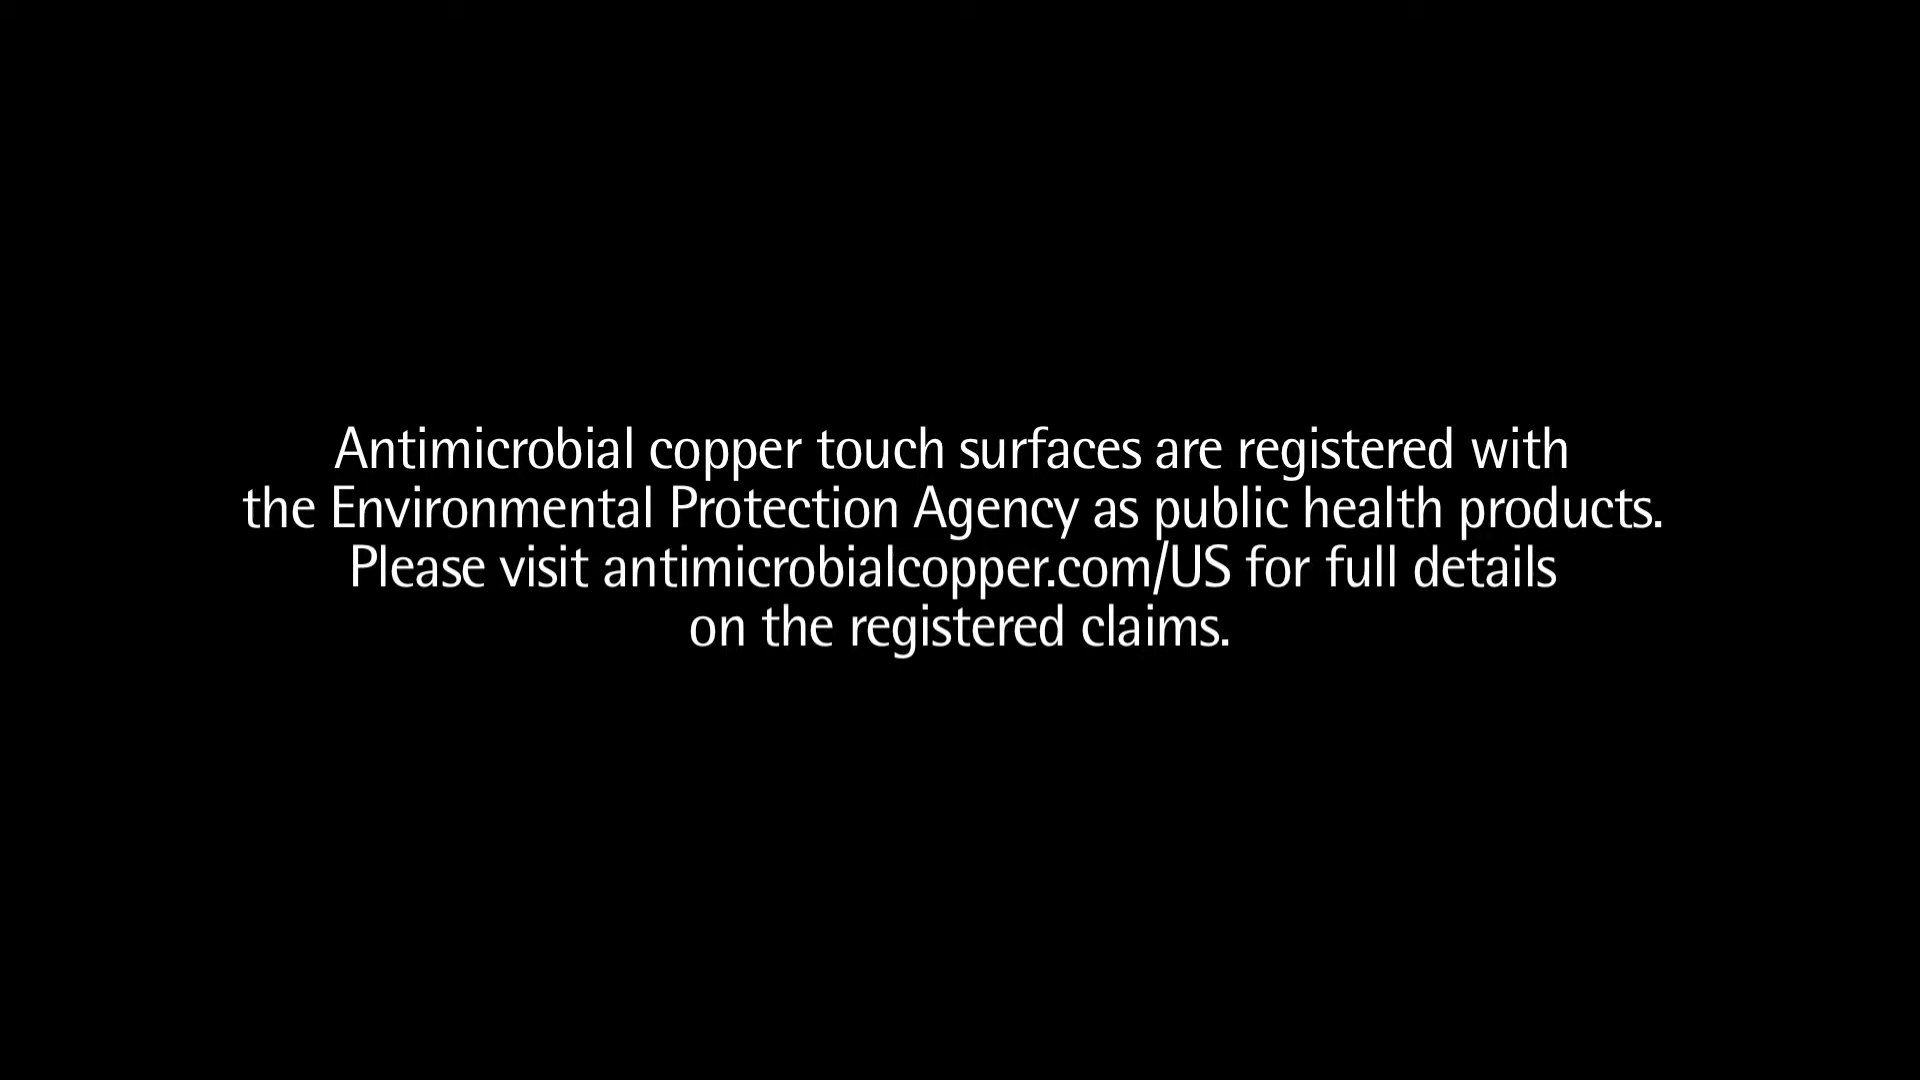 Antimicrobial copper touch surfaces are registered with
the Environmental Protection Agency as public health products.
Please visit antimicrobialcopper.com/US for full details
on the registered claims.